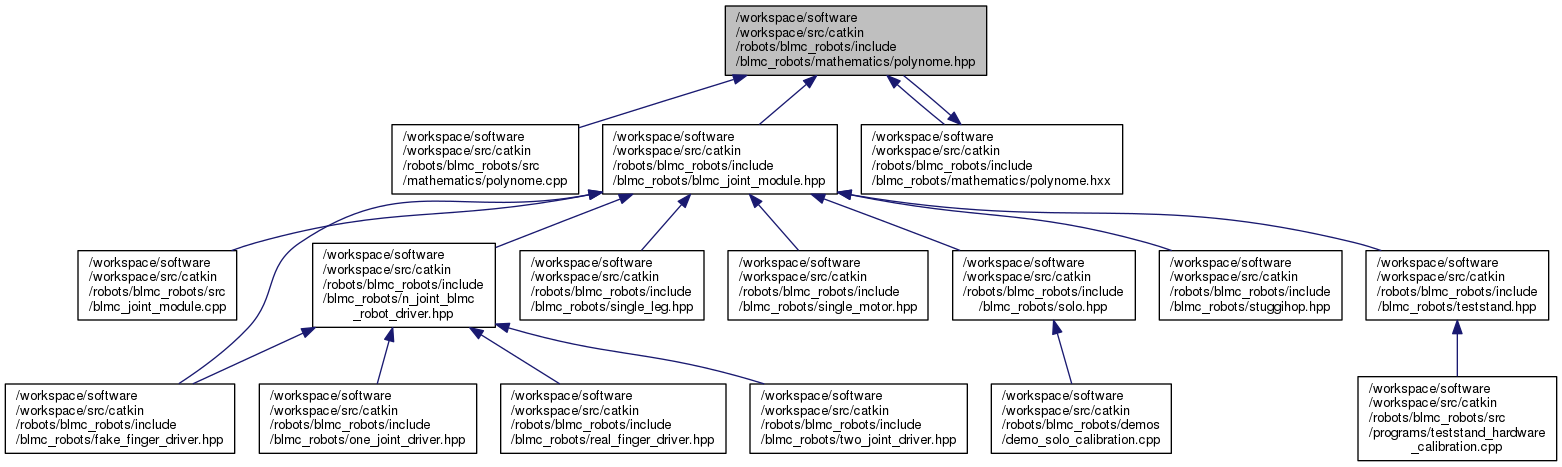 /workspace/software
/workspace/src/catkin
/robots/blmc_robots/include
/blmc_robots/mathematics/polynome.hpp
/workspace/software
/workspace/src/catkin
/robots/blmc_robots/src
/mathematics/polynome.cpp
/workspace/software
/workspace/src/catkin
/robots/blmc_robots/include
/blmc_robots/blmc_joint_module.hpp
/workspace/software
/workspace/src/catkin
/robots/blmc_robots/include
/blmc_robots/mathematics/polynome.hxx
/workspace/software
/workspace/src/catkin
/robots/blmc_robots/src
/blmc_joint_module.cpp
/workspace/software
/workspace/src/catkin
/robots/blmc_robots/include
/blmc_robots/n_joint_blmc
_robot_driver.hpp
/workspace/software
/workspace/src/catkin
/robots/blmc_robots/include
/blmc_robots/single_leg.hpp
/workspace/software
/workspace/src/catkin
/robots/blmc_robots/include
/blmc_robots/single_motor.hpp
/workspace/software
/workspace/src/catkin
/robots/blmc_robots/include
/blmc_robots/solo.hpp
/workspace/software
/workspace/src/catkin
/robots/blmc_robots/include
/blmc_robots/stuggihop.hpp
/workspace/software
/workspace/src/catkin
/robots/blmc_robots/include
/blmc_robots/teststand.hpp
/workspace/software
/workspace/src/catkin
/robots/blmc_robots/include
/blmc_robots/fake_finger_driver.hpp
/workspace/software
/workspace/src/catkin
/robots/blmc_robots/include
/blmc_robots/one_joint_driver.hpp
/workspace/software
/workspace/src/catkin
/robots/blmc_robots/include
/blmc_robots/real_finger_driver.hpp
/workspace/software
/workspace/src/catkin
/robots/blmc_robots/include
/blmc_robots/two_joint_driver.hpp
/workspace/software
/workspace/src/catkin
/robots/blmc_robots/demos
/demo_solo_calibration.cpp
/workspace/software
/workspace/src/catkin
/robots/blmc_robots/src
/programs/teststand_hardware
_calibration.cpp